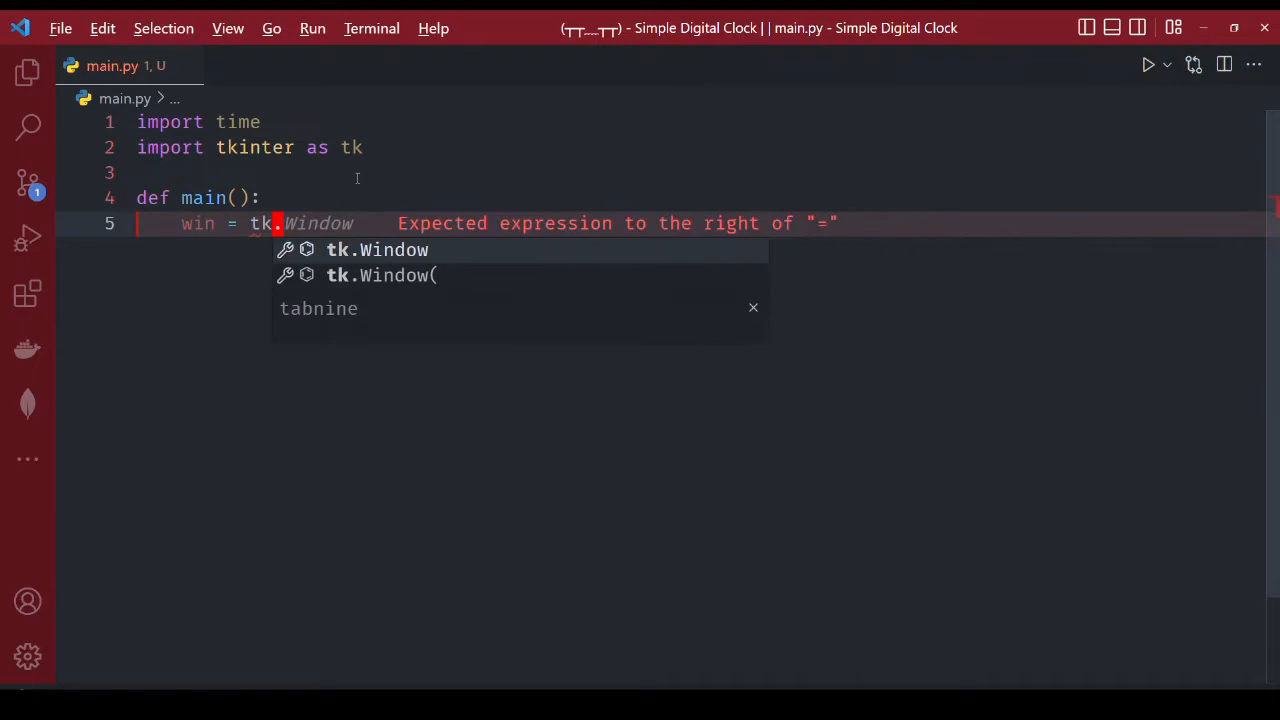 File Edit Selection View Go Run Terminal Help (┬┬﹏┬┬) - Simple Digital Clock | | main.py - Simple Digital Clock
main.py 1, U
main.py > ...
1 import time
2 import tkinter as tk
3
4 def main():
5 win = tk.Window Expected expression to the right of "="
tk.Window
tk.Window(
tabnine
1